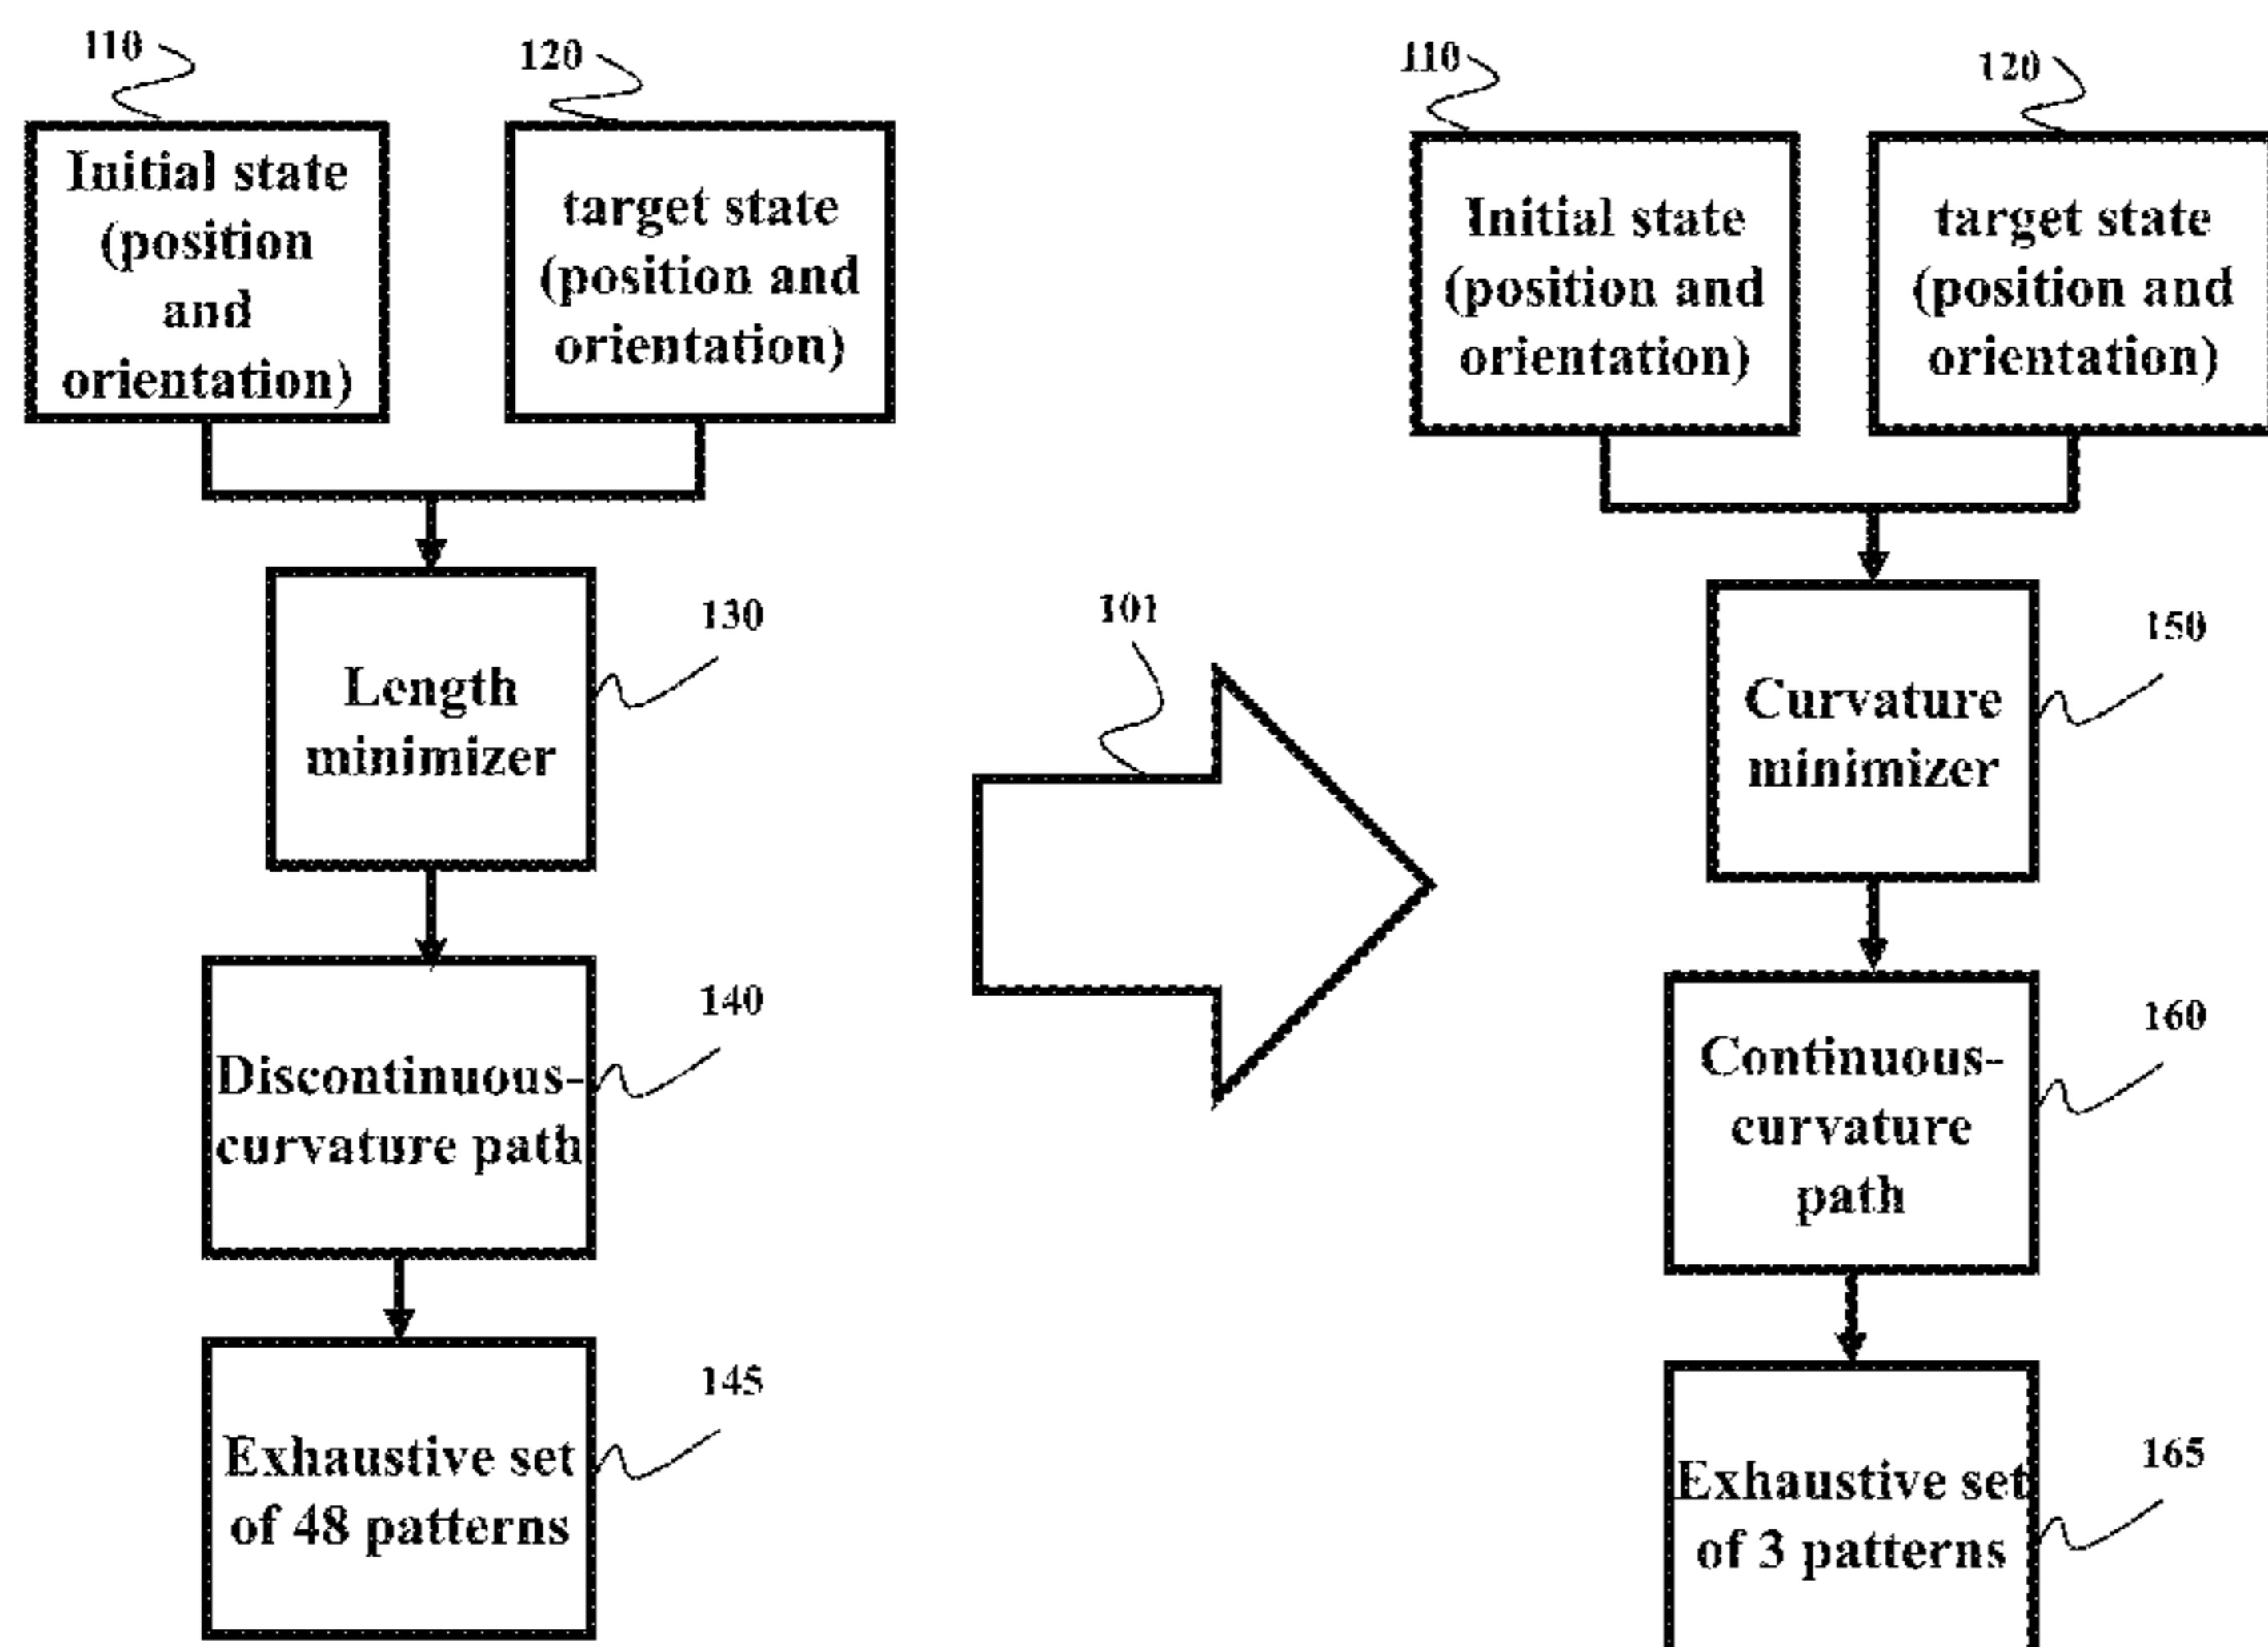 110
Initial state
(position
and
orientation)
120
target state
(position and
orientation)
130
Length
minimizer
140
Discontinuous-
curvature path
145
Exhaustive set
of 48 patterns
101
110
Initial state
(position and
orientation)
120
target state
(position and
orientation)
150
Curvature
minimizer
160
Continuous-
curvature
path
165
Exhaustive set
of 3 patterns